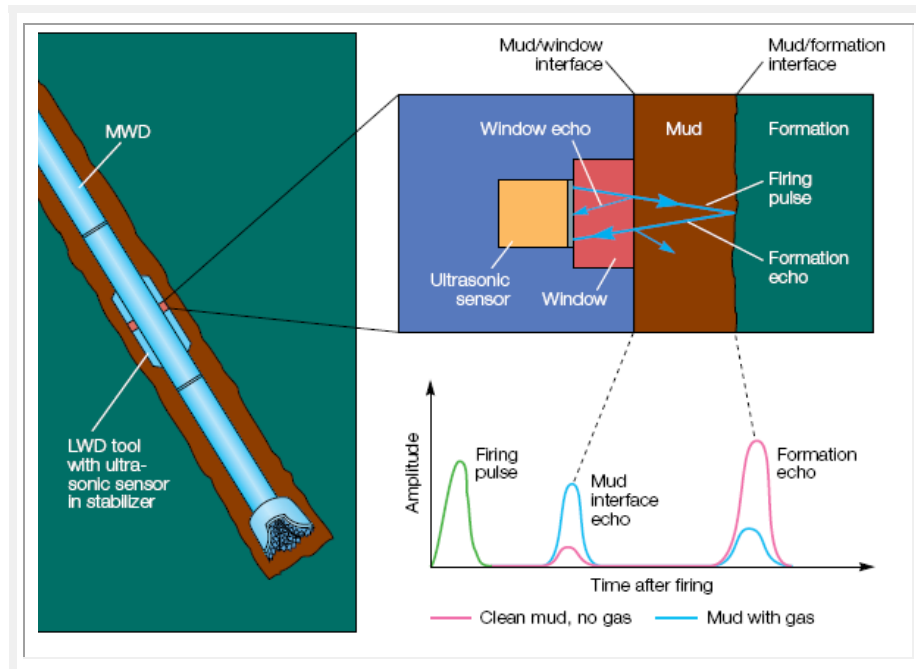 MWD
LWD tool
with ultra-
sonic sensor
in stabilizer
Mud/window
interface
Mud/formation
interface
Window echo
Mud
Formation
Firing
pulse
Ultrasonic
sensor
Window
Formation
echo
Amplitude
Firing
pulse
Mud
interface
echo
Formation
echo
Time after firing
Clean mud, no gas
Mud with gas